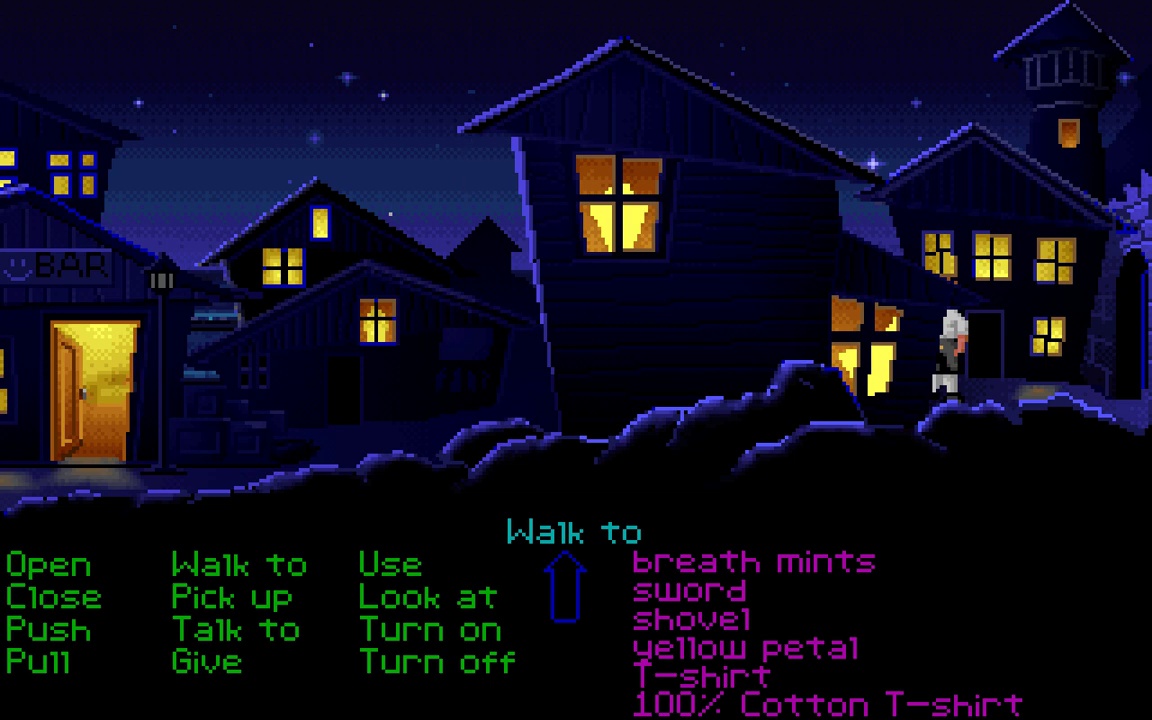 BAR
Walk to
Open Walk to Use breath mints
Close Pick up Look at sword
Push Talk to Turn on shovel
Pull Give Turn off yellow petal
T-shirt
100% Cotton T-shirt